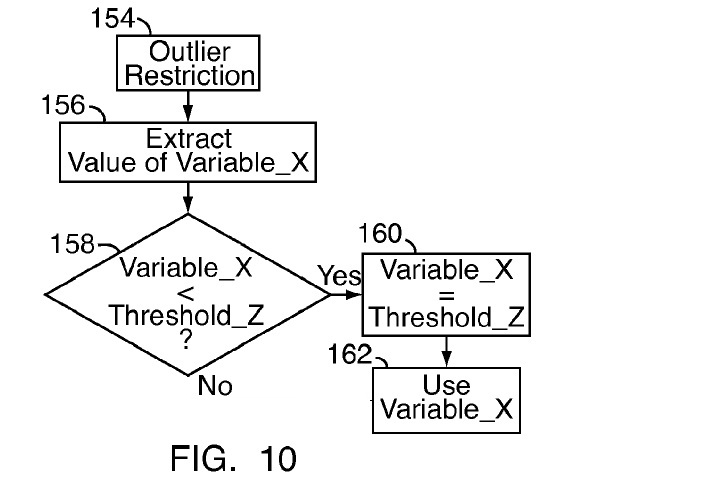 154
Outlier
Restriction
156
Extract
Value of Variable_X
158
Variable_X
<
Threshold_Z
?
Yes
No
160
Variable_X
=
Threshold_Z
162
Use
Variable_X
FIG. 10